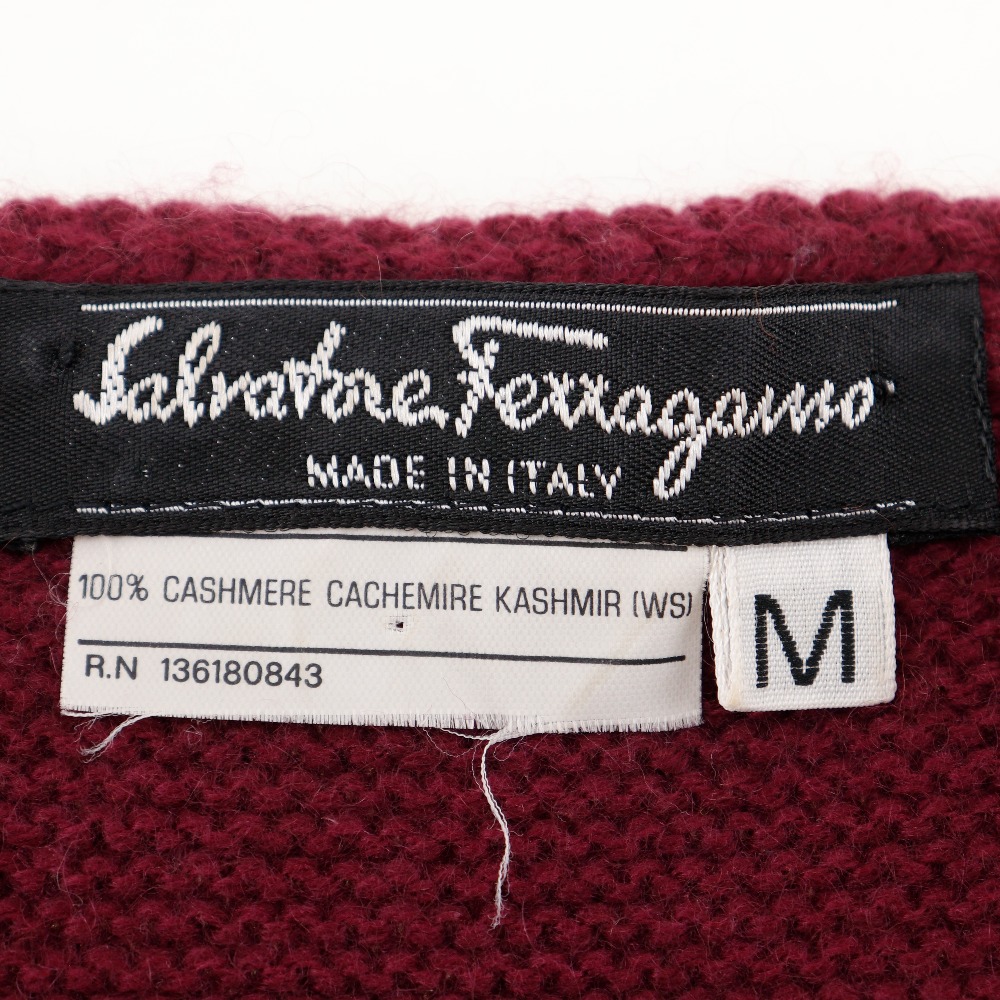 Salvatore Ferragamo
MADE IN ITALY
100% CASHMERE CACHEMIRE KASHMIR (WS)
R.N 136180843
M